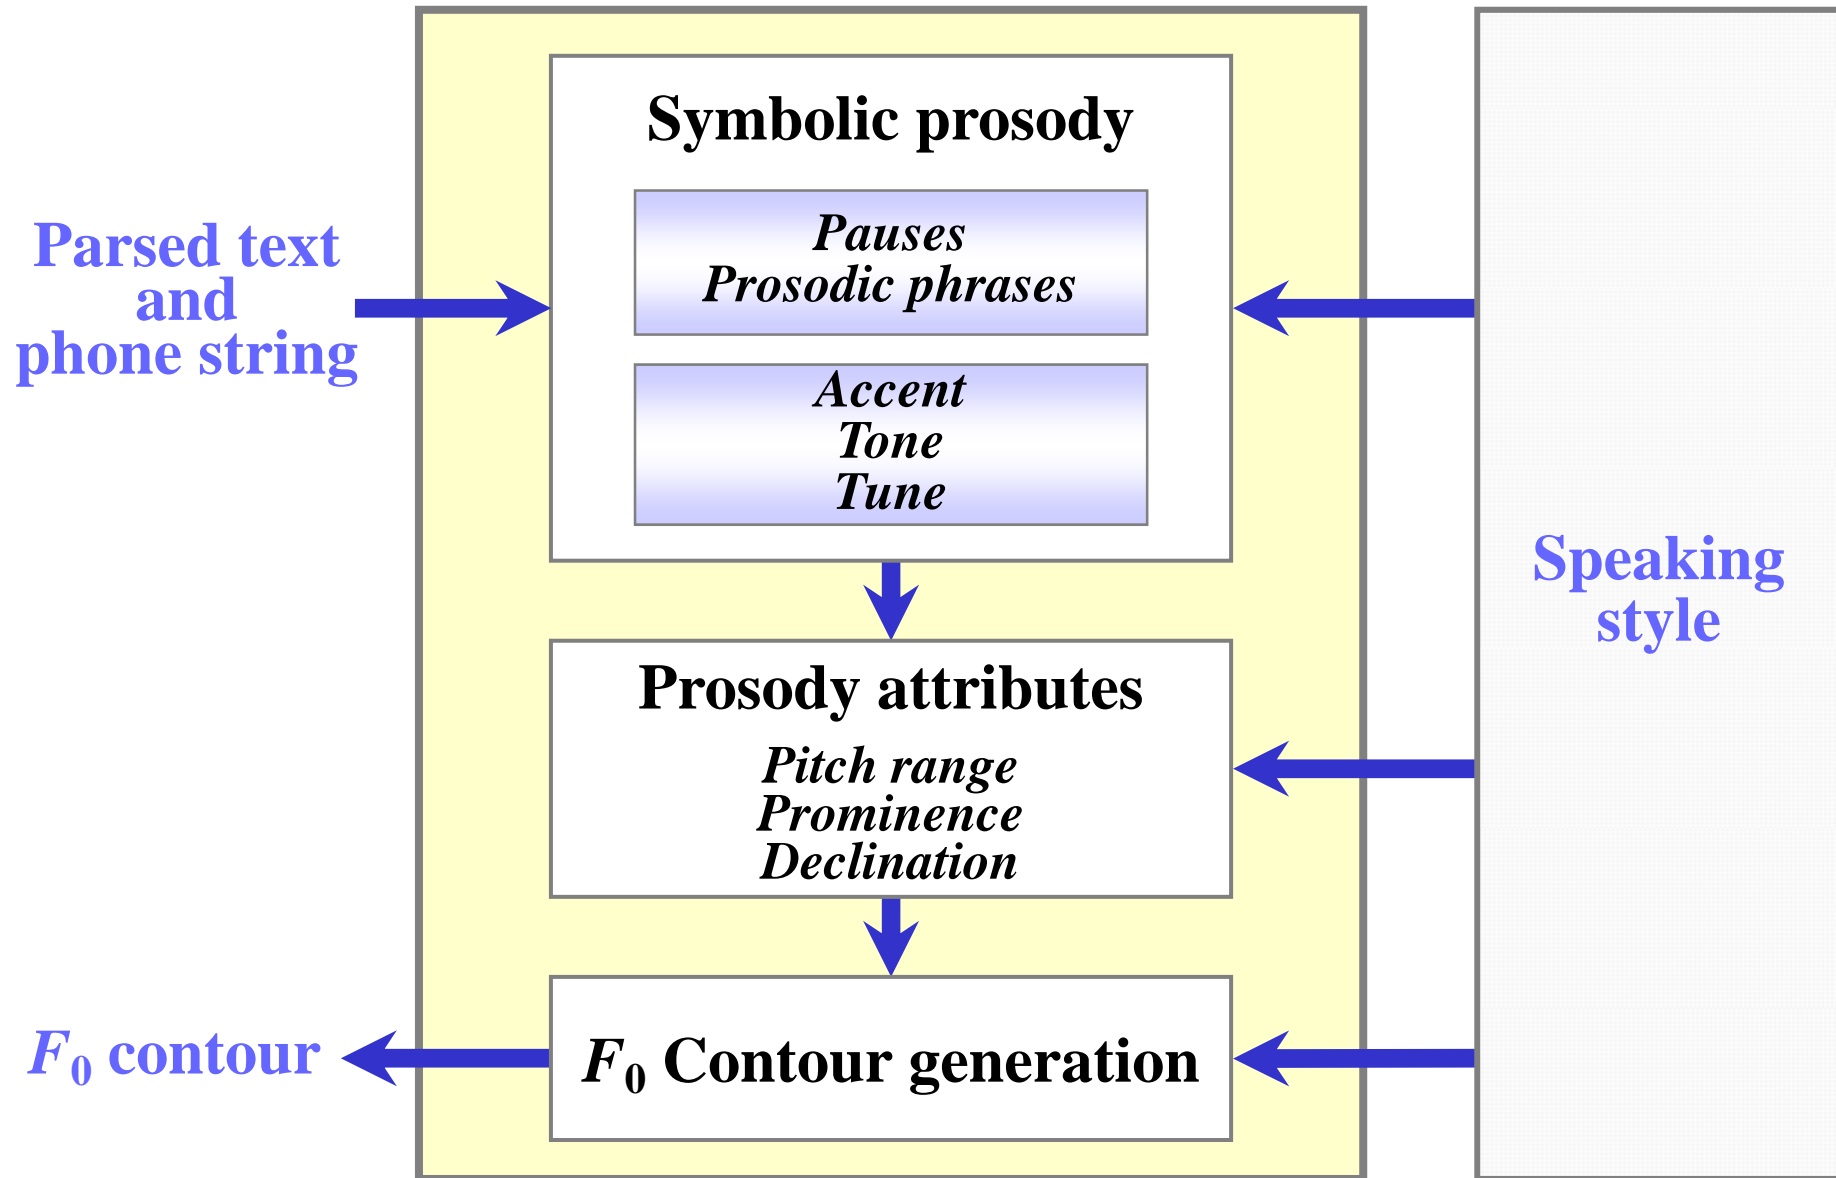 Symbolic prosody
Pauses
Prosodic phrases
Accent
Tone
Tune
Parsed text
and
phone string
Speaking
style
Prosody attributes
Pitch range
Prominence
Declination
F₀ Contour generation
F₀ contour